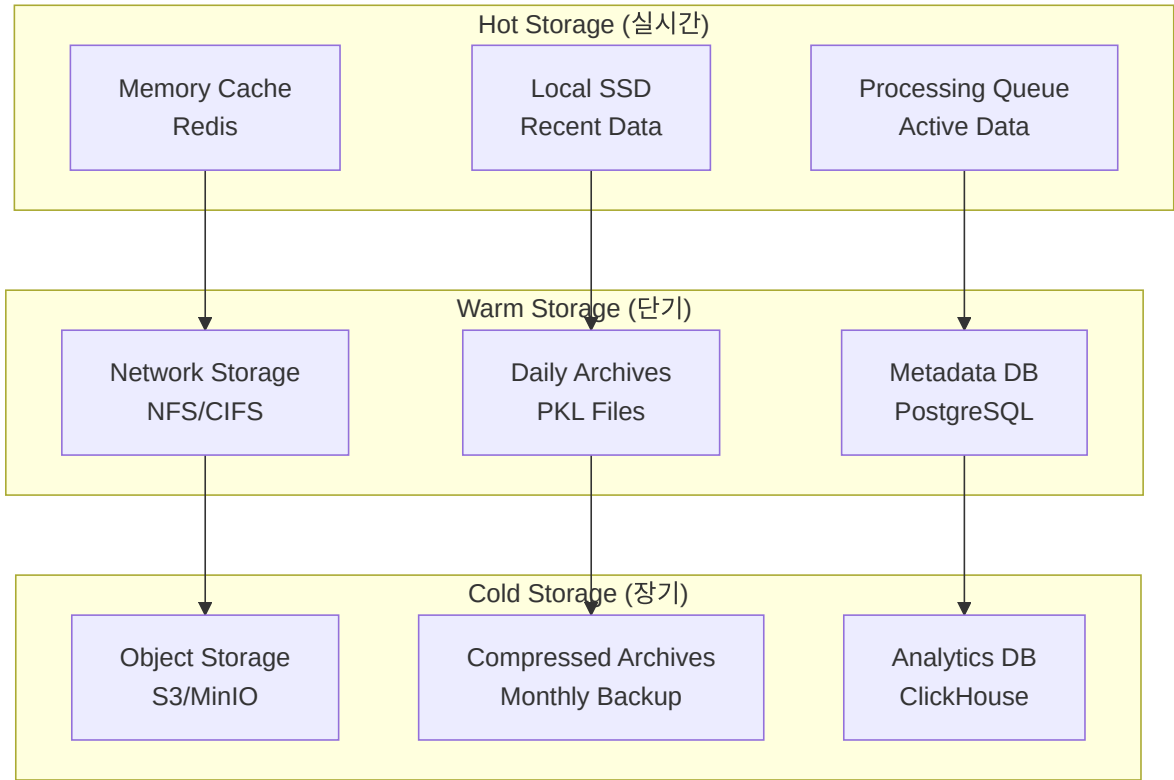 Hot Storage (실시간)
Memory Cache
Redis
Local SSD
Recent Data
Processing Queue
Active Data
Warm Storage (단기)
Network Storage
NFS/CIFS
Daily Archives
PKL Files
Metadata DB
PostgreSQL
Cold Storage (장기)
Object Storage
S3/MinIO
Compressed Archives
Monthly Backup
Analytics DB
ClickHouse